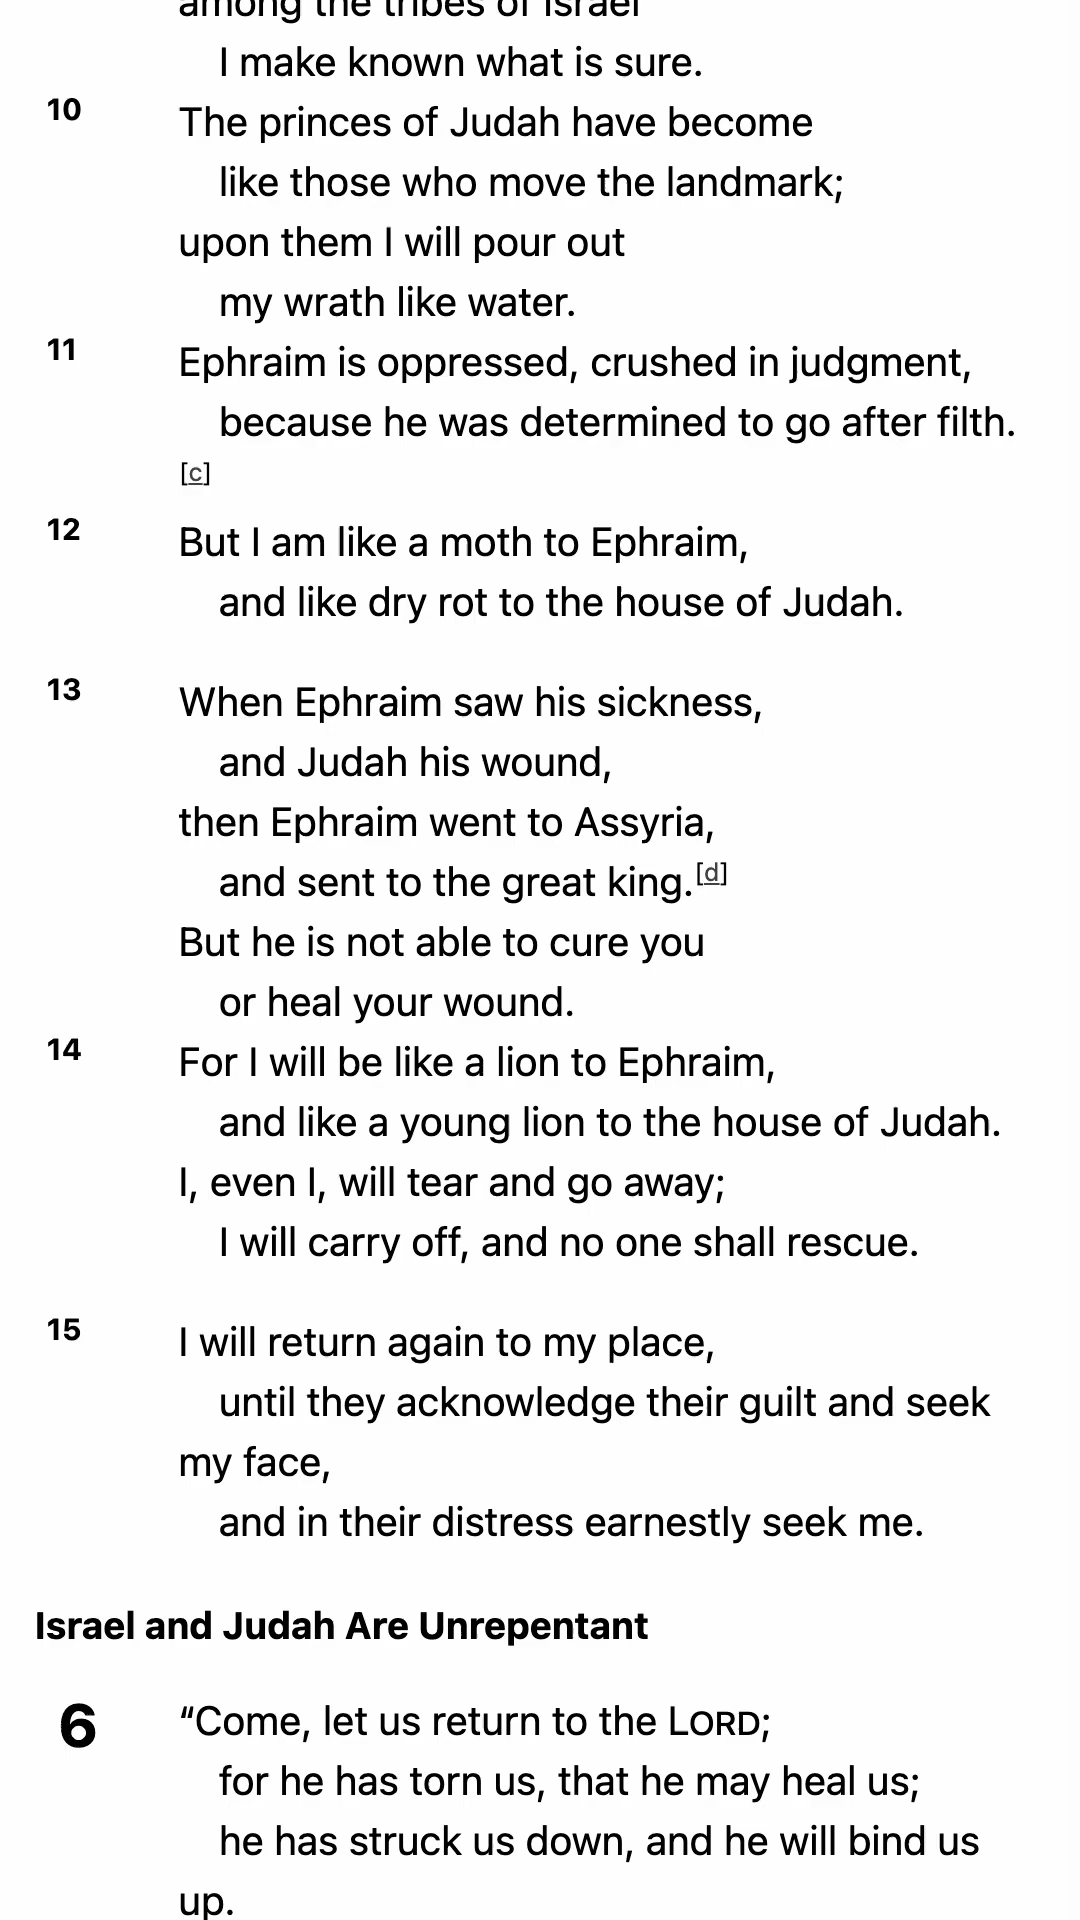 among the tribes of Israel
I make known what is sure.
10 The princes of Judah have become
like those who move the landmark;
upon them I will pour out
my wrath like water.
11 Ephraim is oppressed, crushed in judgment,
because he was determined to go after filth.
[c]
12 But I am like a moth to Ephraim,
and like dry rot to the house of Judah.
13 When Ephraim saw his sickness,
and Judah his wound,
then Ephraim went to Assyria,
and sent to the great king.[d]
But he is not able to cure you
or heal your wound.
14 For I will be like a lion to Ephraim,
and like a young lion to the house of Judah.
I, even I, will tear and go away;
I will carry off, and no one shall rescue.
15 I will return again to my place,
until they acknowledge their guilt and seek
my face,
and in their distress earnestly seek me.
Israel and Judah Are Unrepentant
6 “Come, let us return to the LORD;
for he has torn us, that he may heal us;
he has struck us down, and he will bind us
up.